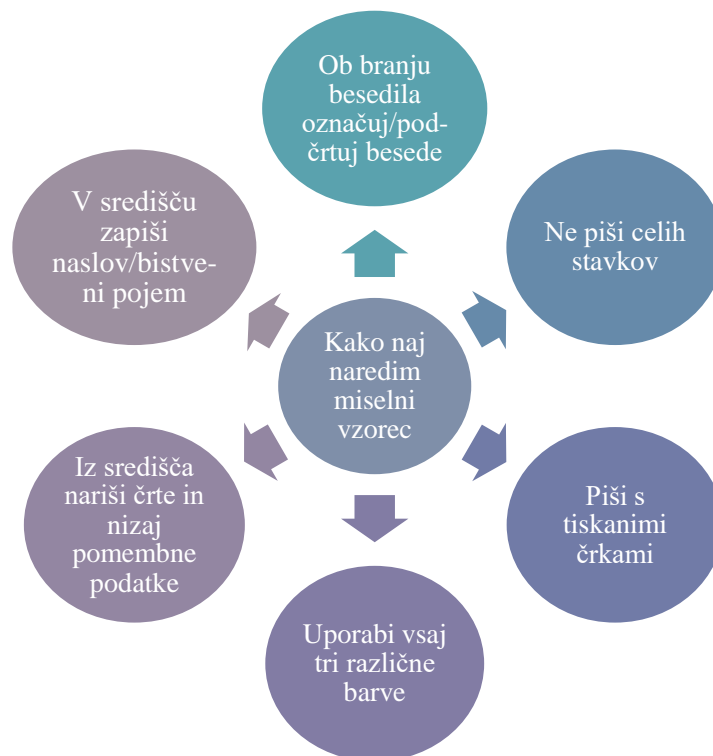 Ob branju
besedila
označuj/pod-
črtuj besede
Ne piši celih
stavkov
Piši s
tiskanimi
črkami
Uporabi vsaj
tri različne
barve
Iz središča
nariši črte in
nizaj
pomembne
podatke
V središču
zapiši
naslov/bistve-
ni pojem
Kako naj
naredim
miselni
vzorec